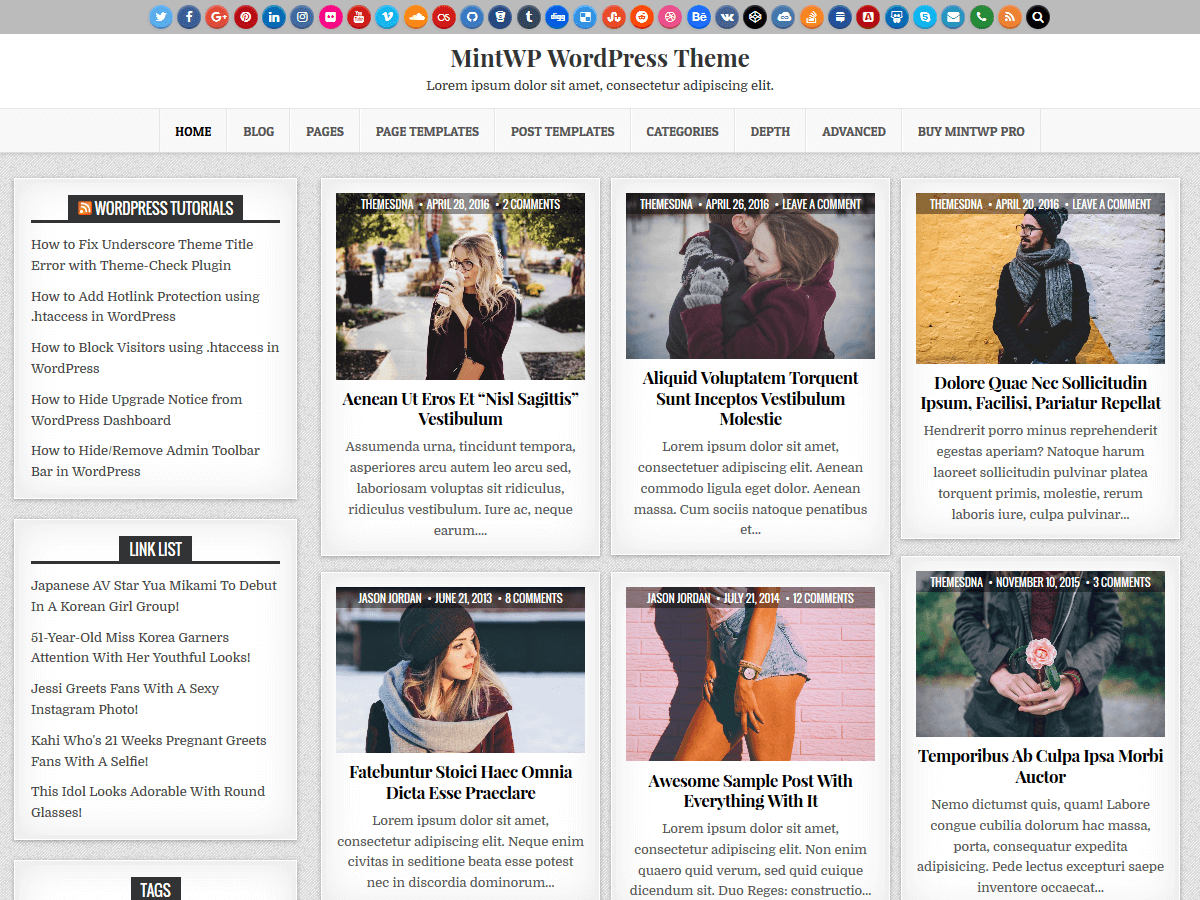 MintWP WordPress Theme
Lorem ipsum dolor sit amet, consectetur adipiscing elit.
HOME
BLOG
PAGES
PAGE TEMPLATES
POST TEMPLATES
CATEGORIES
DEPTH
ADVANCED
BUY MINTWP PRO
WORDPRESS TUTORIALS
How to Fix Underscore Theme Title
Error with Theme-Check Plugin
How to Add Hotlink Protection using
.htaccess in WordPress
How to Block Visitors using .htaccess in
WordPress
How to Hide Upgrade Notice from
WordPress Dashboard
How to Hide/Remove Admin Toolbar
Bar in WordPress
LINK LIST
Japanese AV Star Yua Mikami To Debut
In A Korean Girl Group!
51-Year-Old Miss Korea Garners
Attention With Her Youthful Looks!
Jessi Greets Fans With A Sexy
Instagram Photo!
Kahi Who's 21 Weeks Pregnant Greets
Fans With A Selfie!
This Idol Looks Adorable With Round
Glasses!
TAGS
THEMESDNA • APRIL 28, 2016 • 2 COMMENTS
Aenean Ut Eros Et “Nisl Sagittis”
Vestibulum
Assumenda urna, tincidunt tempora,
asperiores arcu autem leo arcu sed,
laboriosam voluptas sit ridiculus,
ridiculus vestibulum. Iure ac, neque
earum....
THEMESDNA • APRIL 26, 2016 • LEAVE A COMMENT
Aliquid Voluptatem Torquent
Sunt Inceptos Vestibulum
Molestie
Lorem ipsum dolor sit amet,
consectetuer adipiscing elit. Aenean
commodo ligula eget dolor. Aenean
massa. Cum sociis natoque penatibus
et...
THEMESDNA • APRIL 20, 2016 • LEAVE A COMMENT
Dolore Quae Nec Sollicitudin
Ipsum, Facilisi, Pariatur Repellat
Hendrerit porro minus reprehenderit
egestas aperiam? Natoque harum
laoreet sollicitudin pulvinar platea
torquent primis, molestie, rerum
laboris iure, culpa pulvinar...
JASON JORDAN • JUNE 21, 2013 • 8 COMMENTS
Fatebuntur Stoici Haec Omnia
Dicta Esse Praeclare
Lorem ipsum dolor sit amet,
consectetur adipiscing elit. Neque enim
civitas in seditione beata esse potest
nec in discordia dominorum...
JASON JORDAN • JULY 21, 2014 • 12 COMMENTS
Awesome Sample Post With
Everything With It
Lorem ipsum dolor sit amet,
consectetur adipiscing elit. Non enim
quaero quid verum, sed quid cuique
dicendum sit. Duo Reges: constructio...
THEMESDNA • NOVEMBER 10, 2015 • 3 COMMENTS
Temporibus Ab Culpa Ipsa Morbi
Auctor
Nemo dictumst quis, quam! Labore
congue cubilia dolorum hac massa,
porta, consequatur expedita
adipisicing. Pede lectus excepturi saepe
inventore occaecat...